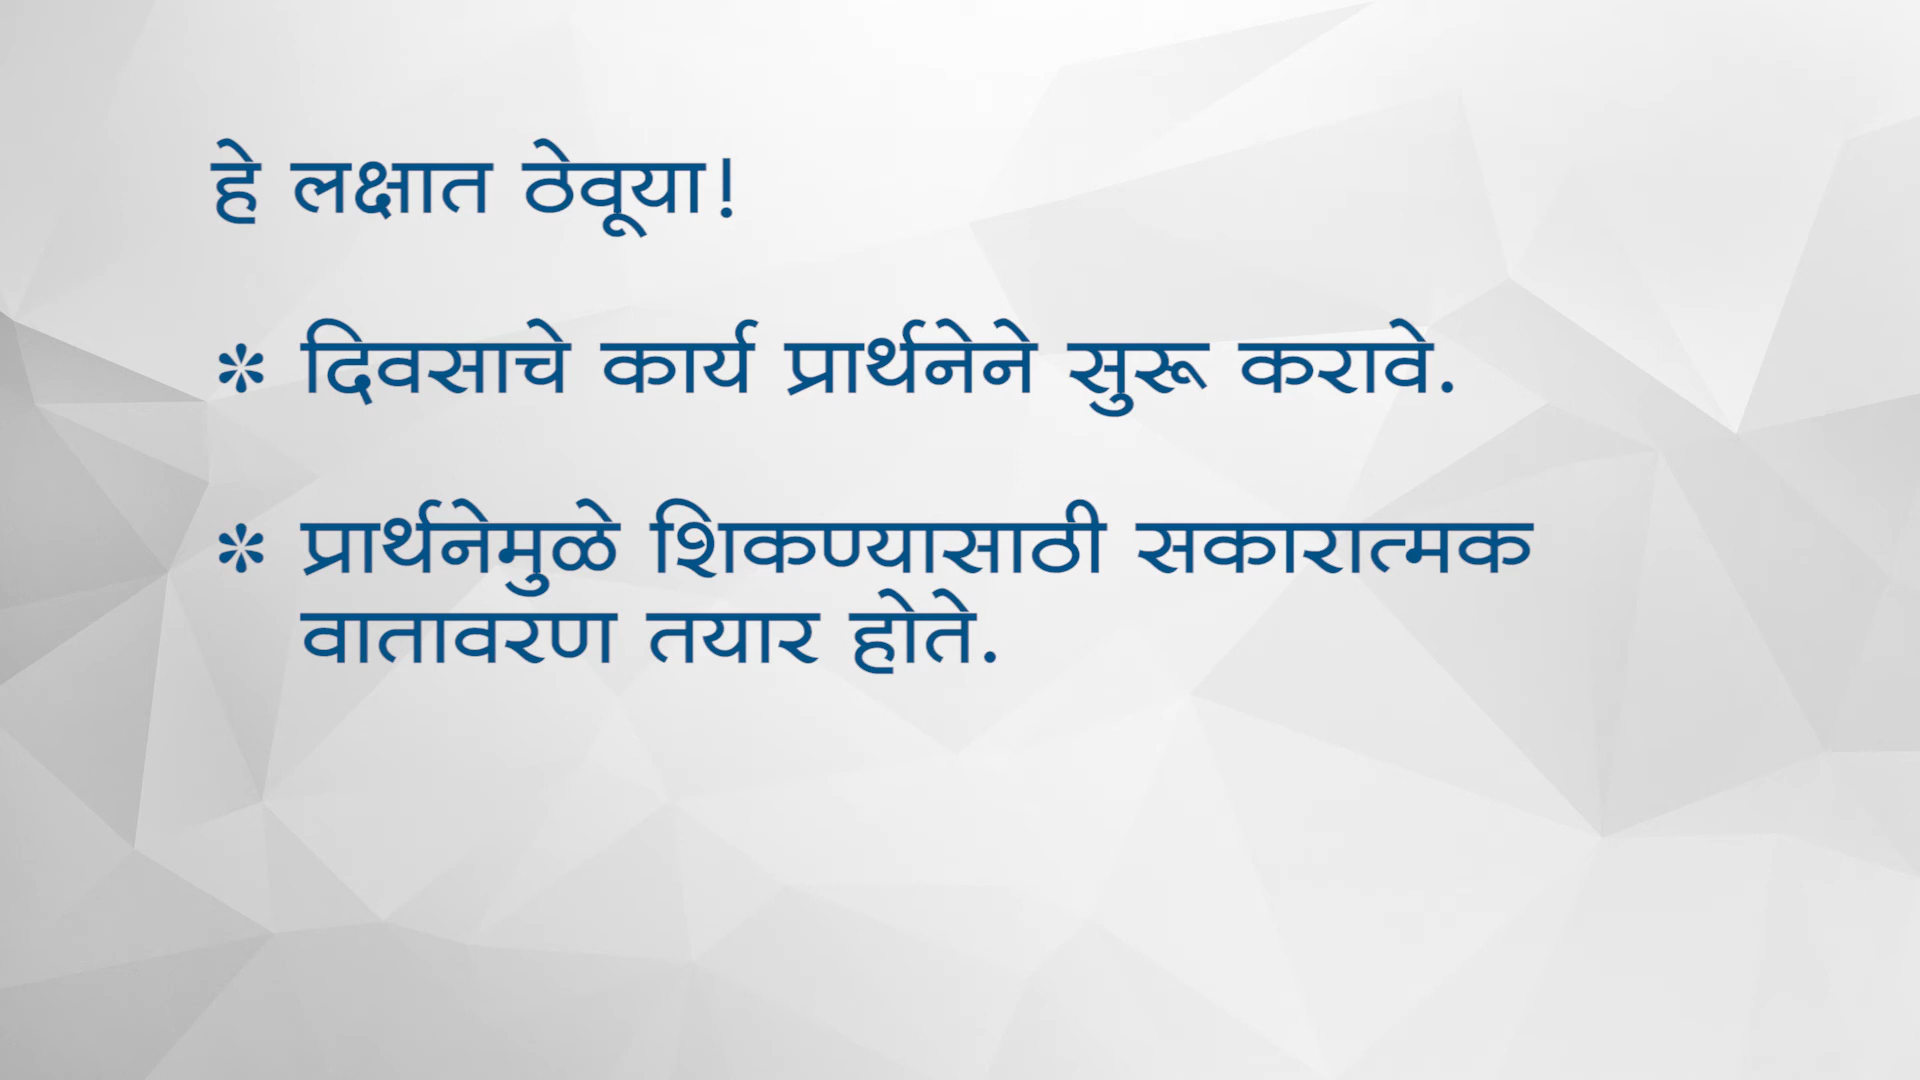 हे लक्षात ठेवूया!
* दिवसाचे कार्य प्रार्थनेने सुरू करावे.
* प्रार्थनेमुळे शिकण्यासाठी सकारात्मक
वातावरण तयार होते.